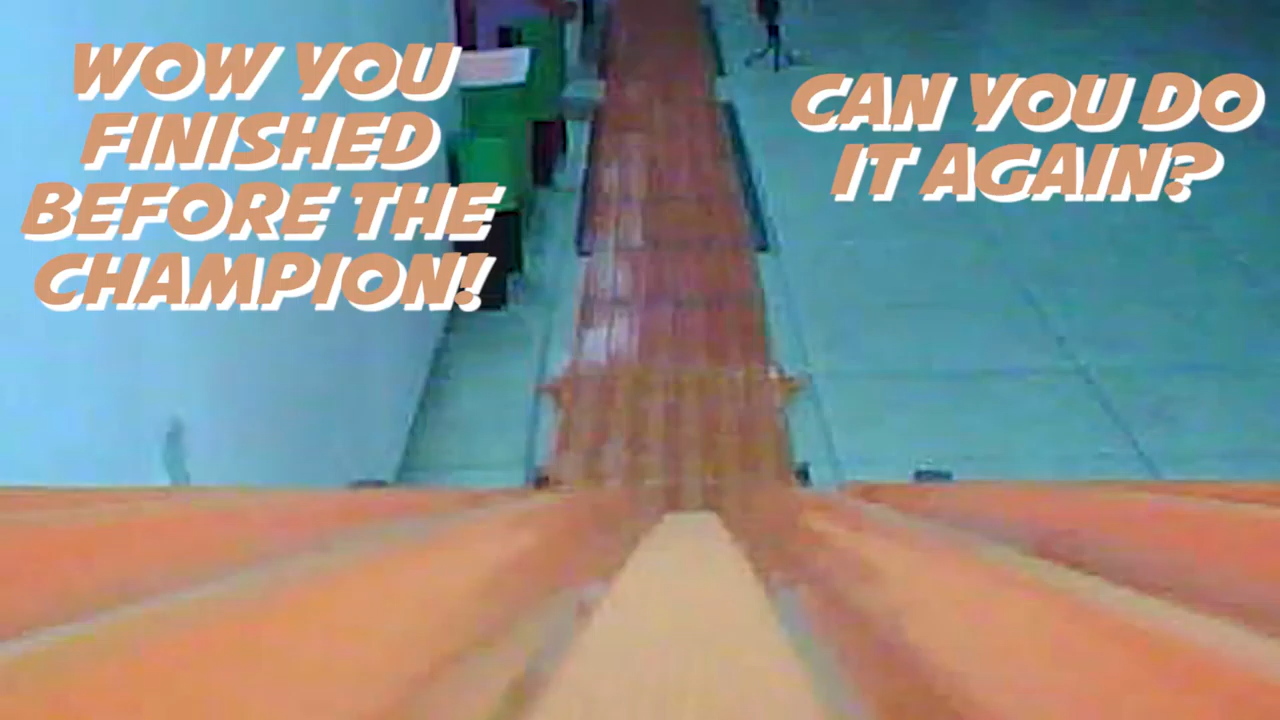 WOW YOU
FINISHED
BEFORE THE
CHAMPION!
CAN YOU DO
IT AGAIN?